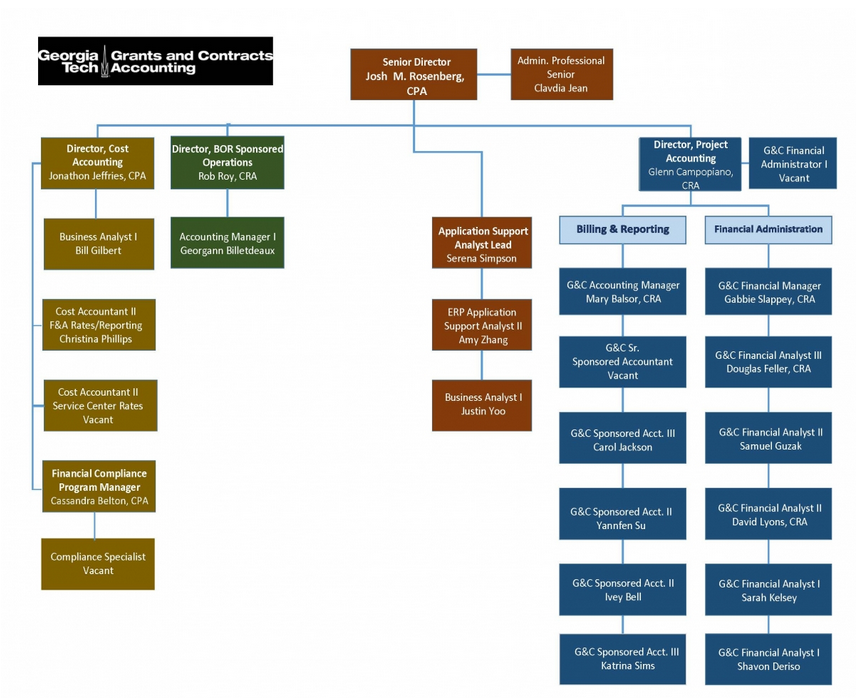 Georgia Tech
Grants and Contracts Accounting
Senior Director
Josh M. Rosenberg,
CPA
Admin. Professional
Senior
Clavdia Jean
Director, Cost
Accounting
Jonathon Jeffries, CPA
Director, BOR Sponsored
Operations
Rob Roy, CRA
Director, Project
Accounting
Glenn Campopiano,
CRA
G&C Financial
Administrator I
Vacant
Business Analyst I
Bill Gilbert
Accounting Manager I
Georgann Billetdeaux
Application Support
Analyst Lead
Serena Simpson
Billing & Reporting
Financial Administration
Cost Accountant II
F&A Rates/Reporting
Christina Phillips
ERP Application
Support Analyst II
Amy Zhang
G&C Accounting Manager
Mary Balsor, CRA
G&C Financial Manager
Gabbie Slappey, CRA
G&C Sr.
Sponsored Accountant
Vacant
G&C Financial Analyst III
Douglas Feller, CRA
Cost Accountant II
Service Center Rates
Vacant
Business Analyst I
Justin Yoo
G&C Sponsored Acct. III
Carol Jackson
G&C Financial Analyst II
Samuel Guzak
Financial Compliance
Program Manager
Cassandra Belton, CPA
G&C Sponsored Acct. II
Yannfen Su
G&C Financial Analyst II
David Lyons, CRA
Compliance Specialist
Vacant
G&C Sponsored Acct. II
Ivey Bell
G&C Financial Analyst I
Sarah Kelsey
G&C Sponsored Acct. III
Katrina Sims
G&C Financial Analyst I
Shavon Deriso